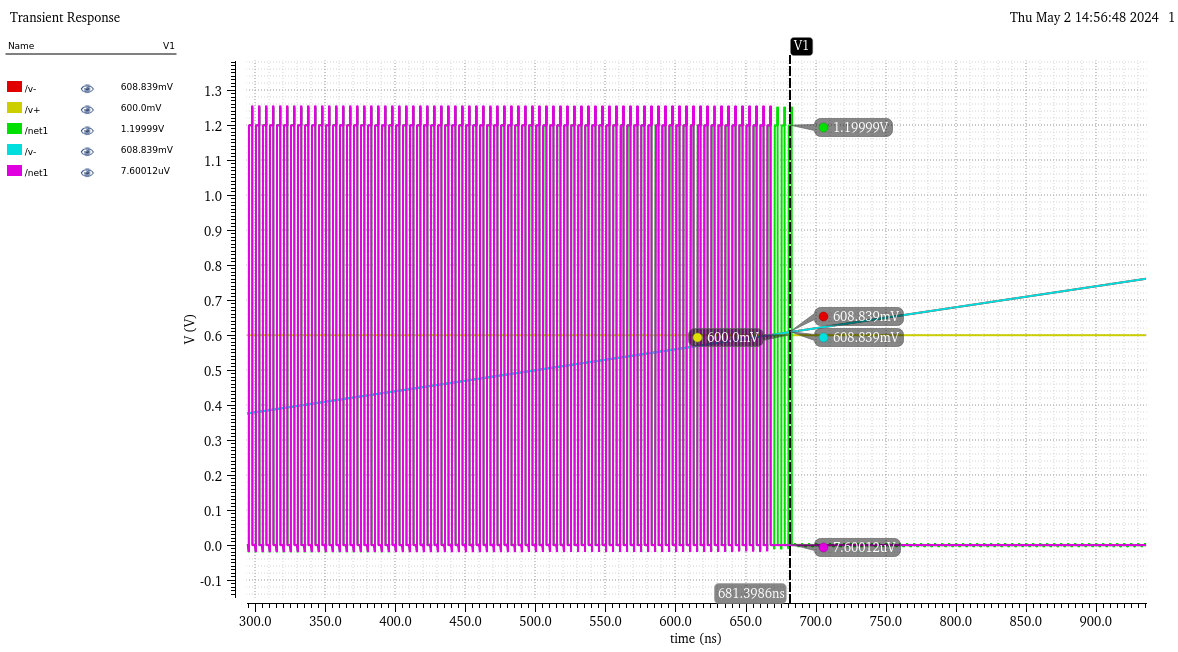 Transient Response
Thu May 2 14:56:48 2024 1
Name V1
/v- 608.839mV
/v+ 600.0mV
/net1 1.19999V
/v- 608.839mV
/net1 7.60012uV
V1
V (V)
1.3
1.2
1.1
1.0
0.9
0.8
0.7
0.6
0.5
0.4
0.3
0.2
0.1
0.0
-0.1
1.19999V
608.839mV
600.0mV
608.839mV
7.60012uV
681.3986ns
300.0 350.0 400.0 450.0 500.0 550.0 600.0 650.0 700.0 750.0 800.0 850.0 900.0
time (ns)